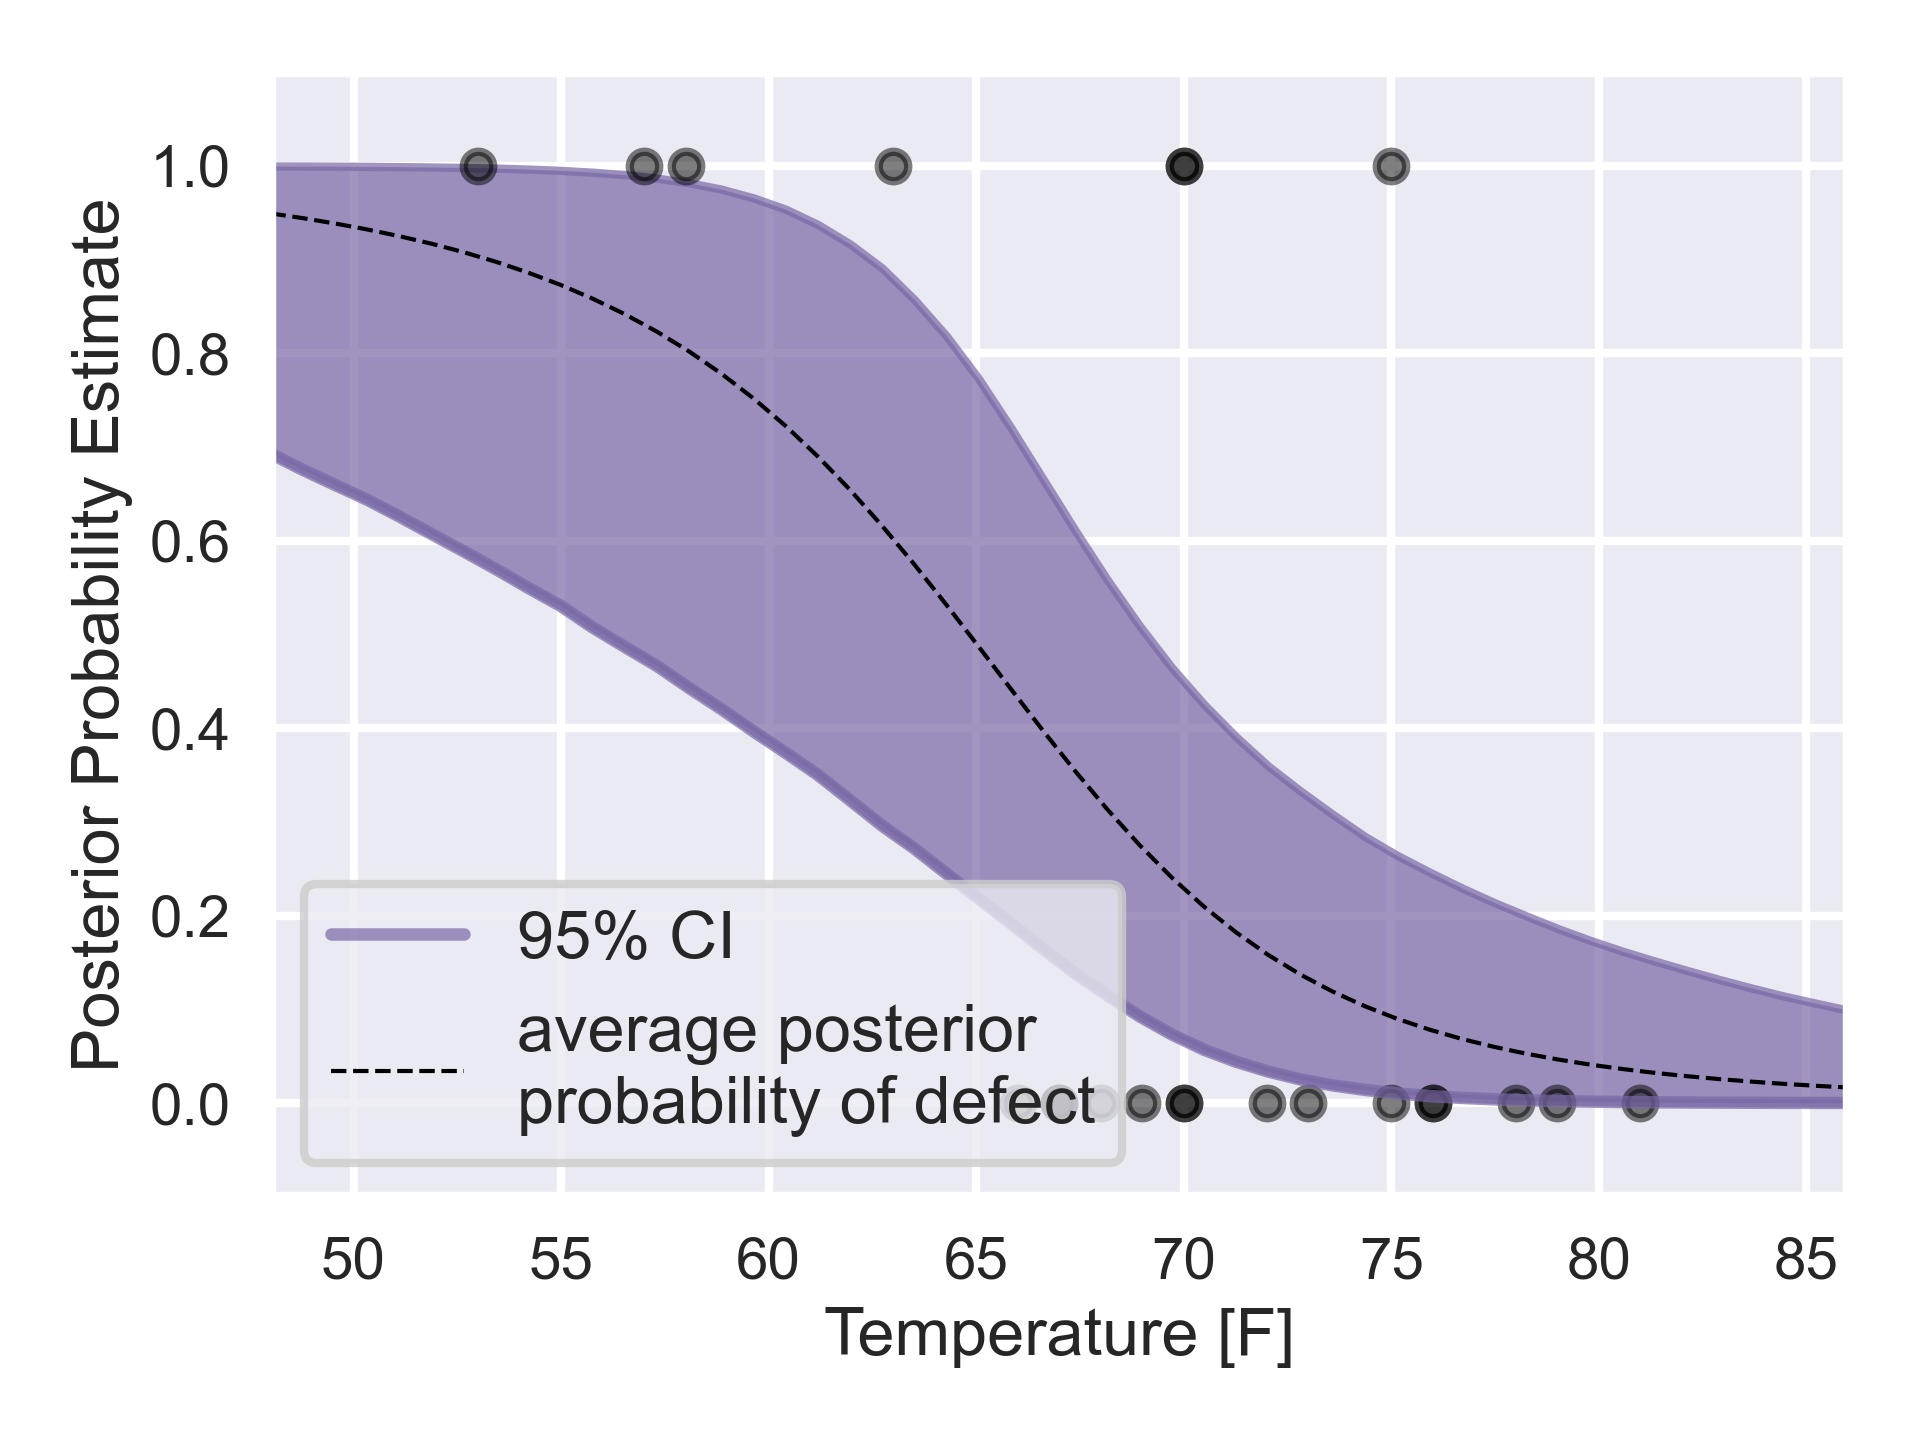 Posterior Probability Estimate
1.0
0.8
0.6
0.4
0.2
0.0
95% CI
average posterior
probability of defect
50 55 60 65 70 75 80 85
Temperature [F]